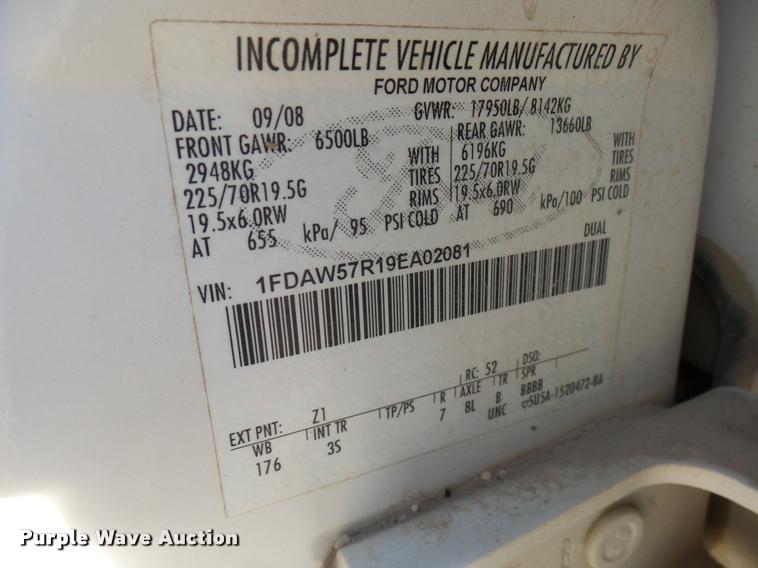 INCOMPLETE VEHICLE MANUFACTURED BY
FORD MOTOR COMPANY
DATE: 09/08 GVWR: 17950LB/ 8142KG
FRONT GAWR: 6500LB REAR GAWR: 13660LB
2948KG WITH 6196KG WITH
225/70R19.5G TIRES 225/70R19.5G TIRES
19.5x6.0RW RIMS 19.5x6.0RW RIMS
AT 655 kPa/ 95 PSI COLD AT 690 kPa/100 PSI COLD
DUAL
VIN: 1FDAW57R19EA02081
EXT PNT: Z1 RC: 52 DSO:
WB INT TR TP/PS R AXLE TR SPR
176 3S 7 8L B BBBB
UNC 5U5A-1520472-BA
Purple Wave Auction